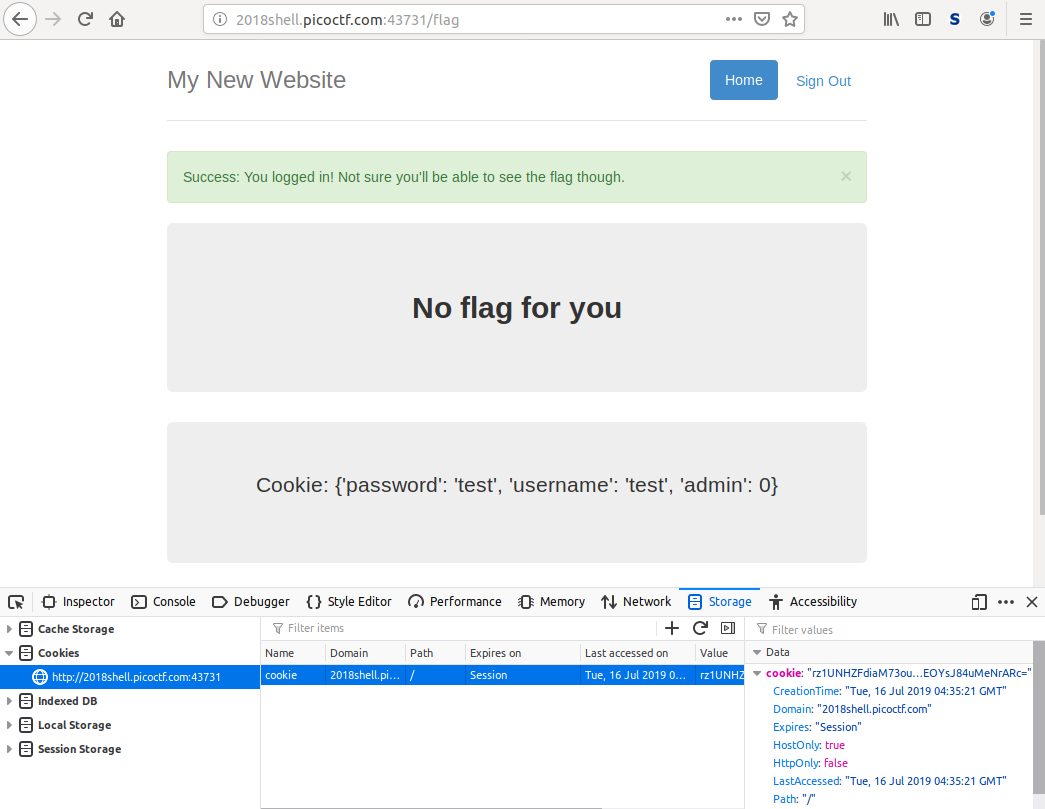 2018shell.picoctf.com:43731/flag
S
My New Website
Home
Sign Out
Success: You logged in! Not sure you'll be able to see the flag though.
×
No flag for you
Cookie: {'password': 'test', 'username': 'test', 'admin': 0}
Inspector Console Debugger Style Editor Performance Memory Network Storage Accessibility
Cache Storage
Cookies
http://2018shell.picoctf.com:43731
Indexed DB
Local Storage
Session Storage
Filter items
Name Domain Path Expires on Last accessed on Value
cookie 2018shell.pi... / Session Tue, 16 Jul 2019 0... rz1UNHZ
Filter values
Data
cookie: "rz1UNHZFdiaM73ou...EOYsJ84uMeNrARc="
CreationTime: "Tue, 16 Jul 2019 04:35:21 GMT"
Domain: "2018shell.picoctf.com"
Expires: "Session"
HostOnly: true
HttpOnly: false
LastAccessed: "Tue, 16 Jul 2019 04:35:21 GMT"
Path: "/"